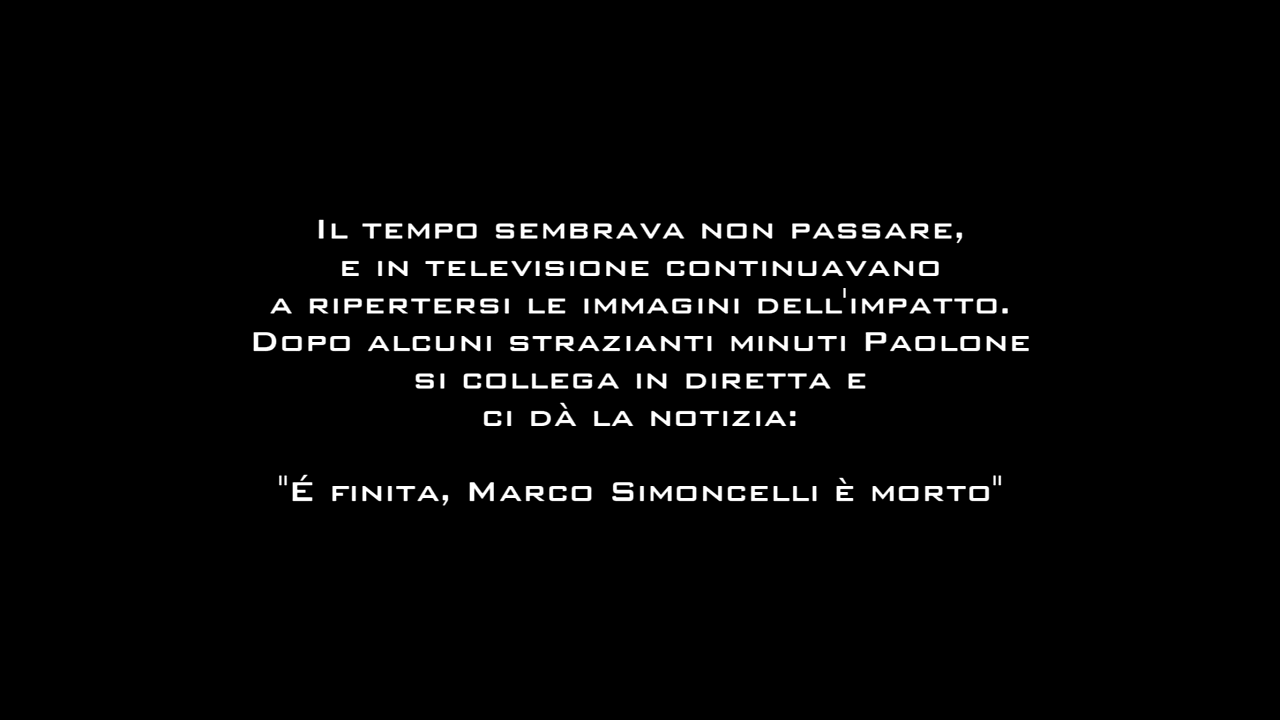 Il tempo sembrava non passare,
e in televisione continuavano
a ripertersi le immagini dell'impatto.
Dopo alcuni strazianti minuti Paolone
si collega in diretta e
ci dà la notizia:
"É finita, Marco Simoncelli è morto"